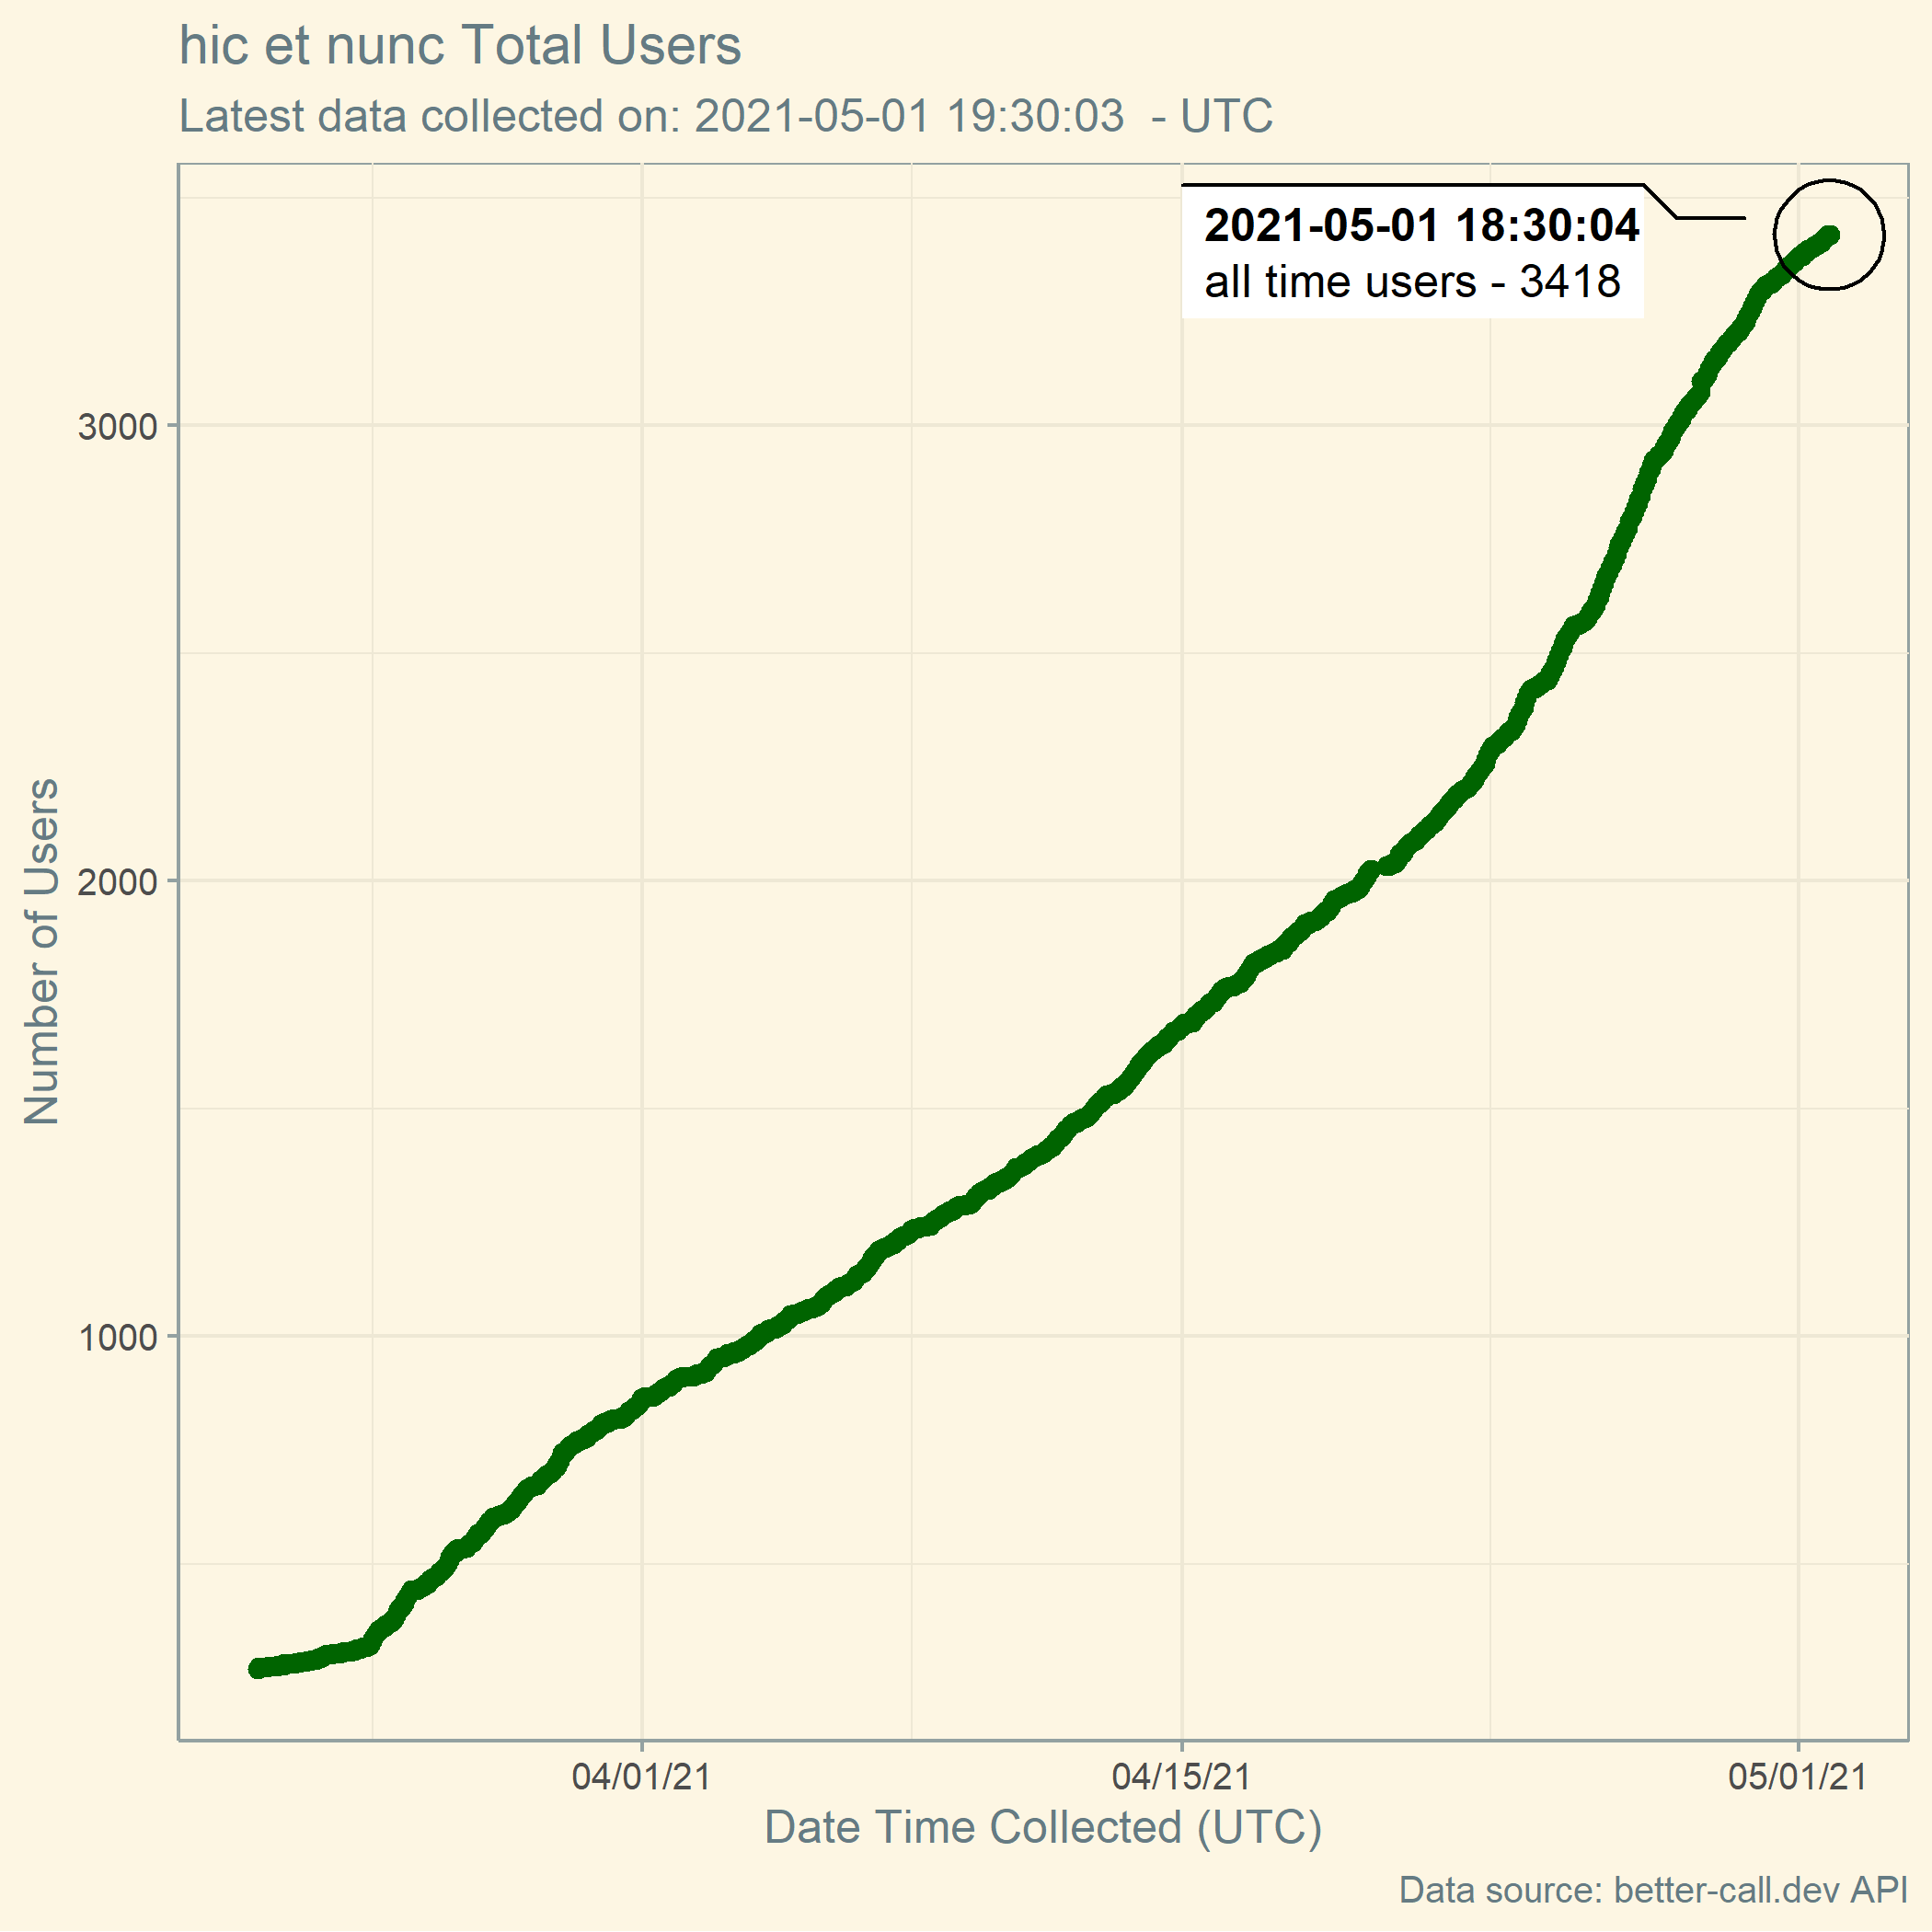 hic et nunc Total Users
Latest data collected on: 2021-05-01 19:30:03  - UTC
2021-05-01 18:30:04
all time users - 3418
Number of Users
3000
2000
1000
04/01/21
04/15/21
05/01/21
Date Time Collected (UTC)
Data source: better-call.dev API